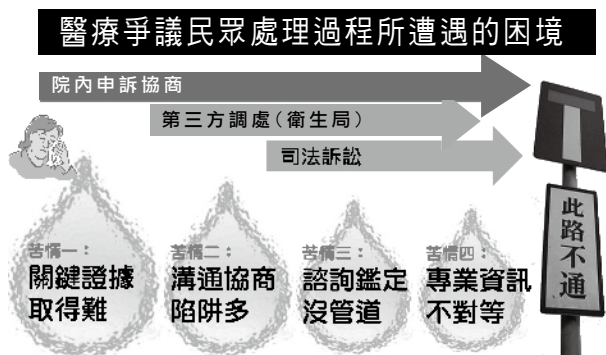 醫療爭議民眾處理過程所遭遇的困境
院內申訴協商
第三方調處(衛生局)
司法訴訟
此路不通
苦情一:
關鍵證據
取得難
苦情二:
溝通協商
陷阱多
苦情三:
諮詢鑑定
沒管道
苦情四:
專業資訊
不對等